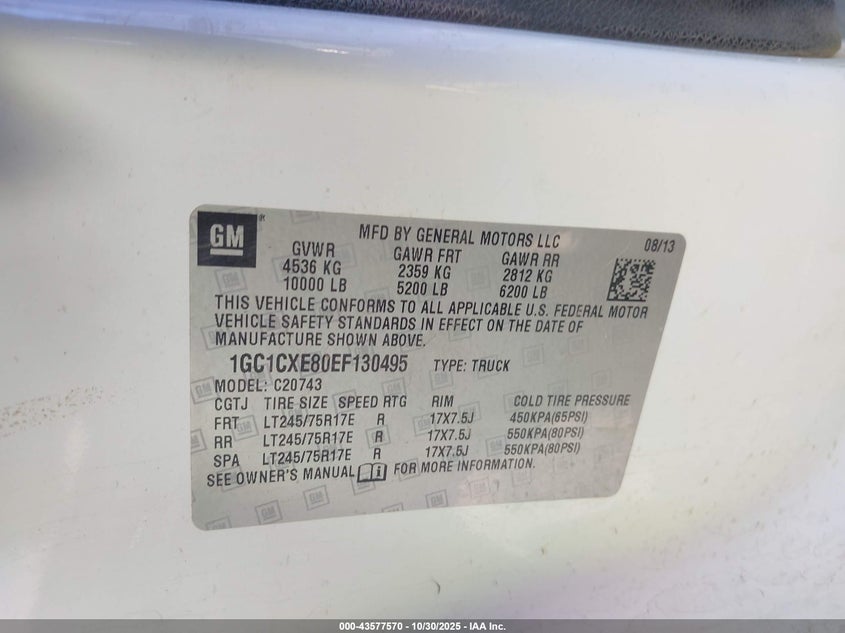 GM
MFD BY GENERAL MOTORS LLC
08/13
GVWR GAWR FRT GAWR RR
4536 KG 2359 KG 2812 KG
10000 LB 5200 LB 6200 LB
THIS VEHICLE CONFORMS TO ALL APPLICABLE U.S. FEDERAL MOTOR
VEHICLE SAFETY STANDARDS IN EFFECT ON THE DATE OF
MANUFACTURE SHOWN ABOVE.
1GC1CXE80EF130495 TYPE: TRUCK
MODEL: C20743
CGTJ TIRE SIZE SPEED RTG RIM COLD TIRE PRESSURE
FRT LT245/75R17E R 17X7.5J 450KPA(65PSI)
RR LT245/75R17E R 17X7.5J 550KPA(80PSI)
SPA LT245/75R17E R 17X7.5J 550KPA(80PSI)
SEE OWNER'S MANUAL FOR MORE INFORMATION.
000-43577570 - 10/30/2025 - IAA Inc.